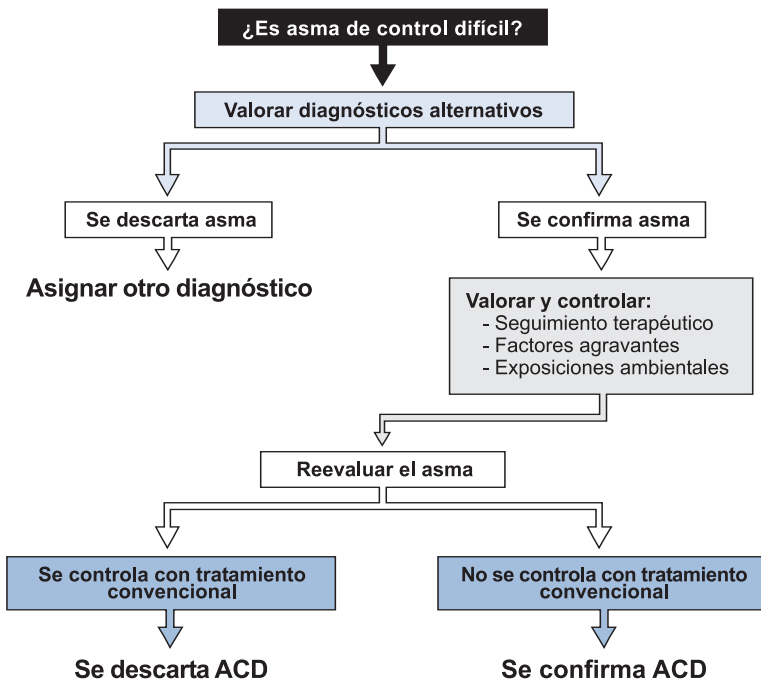 ¿Es asma de control difícil?
Valorar diagnósticos alternativos
Se descarta asma
Se confirma asma
Asignar otro diagnóstico
Valorar y controlar:
- Seguimiento terapéutico
- Factores agravantes
- Exposiciones ambientales
Reevaluar el asma
Se controla con tratamiento
convencional
No se controla con tratamiento
convencional
Se descarta ACD
Se confirma ACD